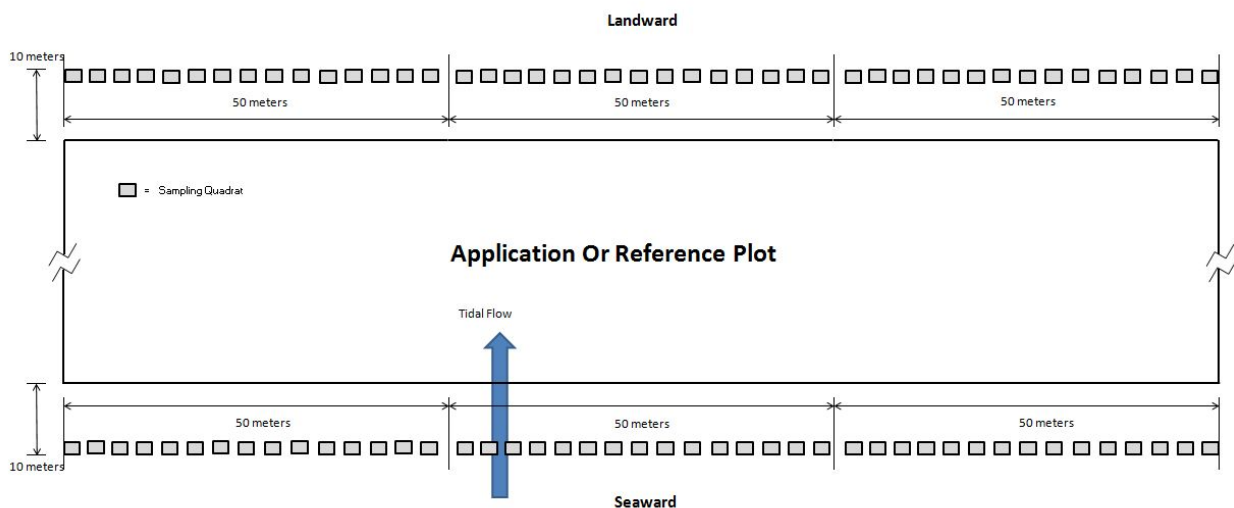 Landward
10 meters
50 meters
50 meters
50 meters
= Sampling Quadrat
Application Or Reference Plot
Tidal Flow
50 meters
50 meters
50 meters
10 meters
Seaward